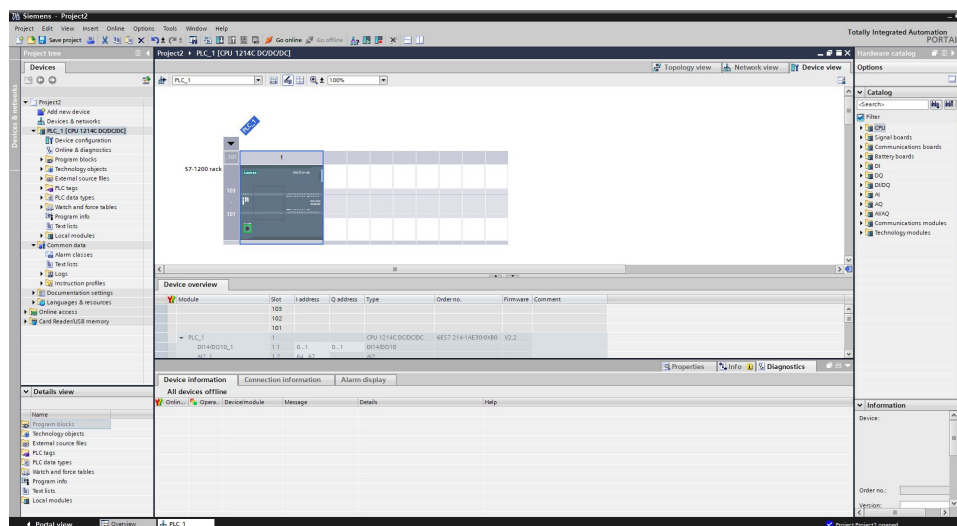 Siemens - Project2
Project Edit View Insert Online Options Tools Window Help
Totally Integrated Automation
PORTAL
Save project
Go online
Go offline
Project tree
Project2 PLC_1 [CPU 1214C DC/DC/DC]
Hardware catalog
Devices
Topology view
Network view
Device view
Options
PLC_1
100%
Devices & networks
Project2
Add new device
Devices & networks
PLC_1 [CPU 1214C DC/DC/DC]
Device configuration
Online & diagnostics
Program blocks
Technology objects
External source files
PLC tags
PLC data types
Watch and force tables
Program info
Text lists
Local modules
Common data
Alarm classes
Text lists
Logs
Instruction profiles
Documentation settings
Languages & resources
Online access
Card Reader/USB memory
PLC_1
101
1
S7-1200 rack
103
101
Catalog
<Search>
Filter
CPU
Signal boards
Communications boards
Battery boards
DI
DQ
DI/DQ
AI
AQ
AI/AQ
Communications modules
Technology modules
Device overview
Module Slot I address Q address Type Order no. Firmware Comment
103
102
101
PLC_1 1 CPU 1214C DC/DC/DC 6ES7 214-1AE30-0XB0 V2.2
DI14/DO10_1 1 1 0...1 0...1 DI14/DO10
AI2_1 1 2 64...67 AI2
Properties
Info
Diagnostics
Device information
Connection information
Alarm display
All devices offline
Onlin... Opera... Device/module Message Details Help
Details view
Name
Program blocks
Technology objects
External source files
PLC tags
PLC data types
Watch and force tables
Program info
Text lists
Local modules
Information
Device:
Order no.:
Version:
Portal view
Overview
PLC_1
Project Project2 opened.